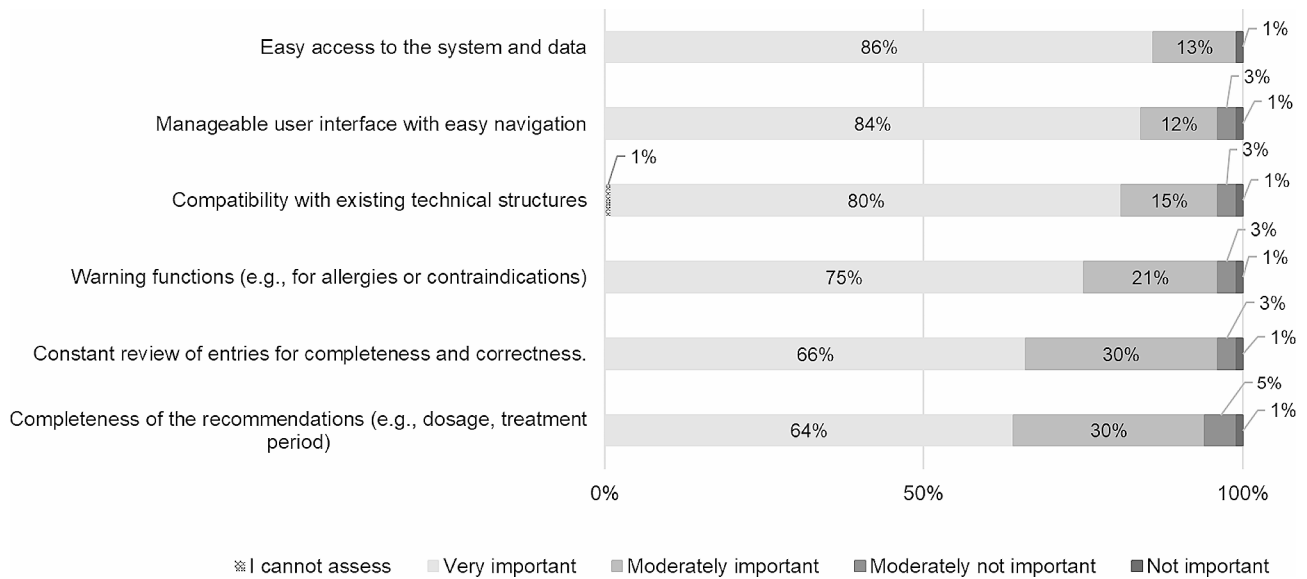 Easy access to the system and data
86%
13%
1%
Manageable user interface with easy navigation
84%
12%
3%
1%
Compatibility with existing technical structures
1%
80%
15%
3%
1%
Warning functions (e.g., for allergies or contraindications)
75%
21%
3%
1%
Constant review of entries for completeness and correctness.
66%
30%
3%
1%
Completeness of the recommendations (e.g., dosage, treatment
period)
64%
30%
5%
1%
0%
50%
100%
I cannot assess
Very important
Moderately important
Moderately not important
Not important